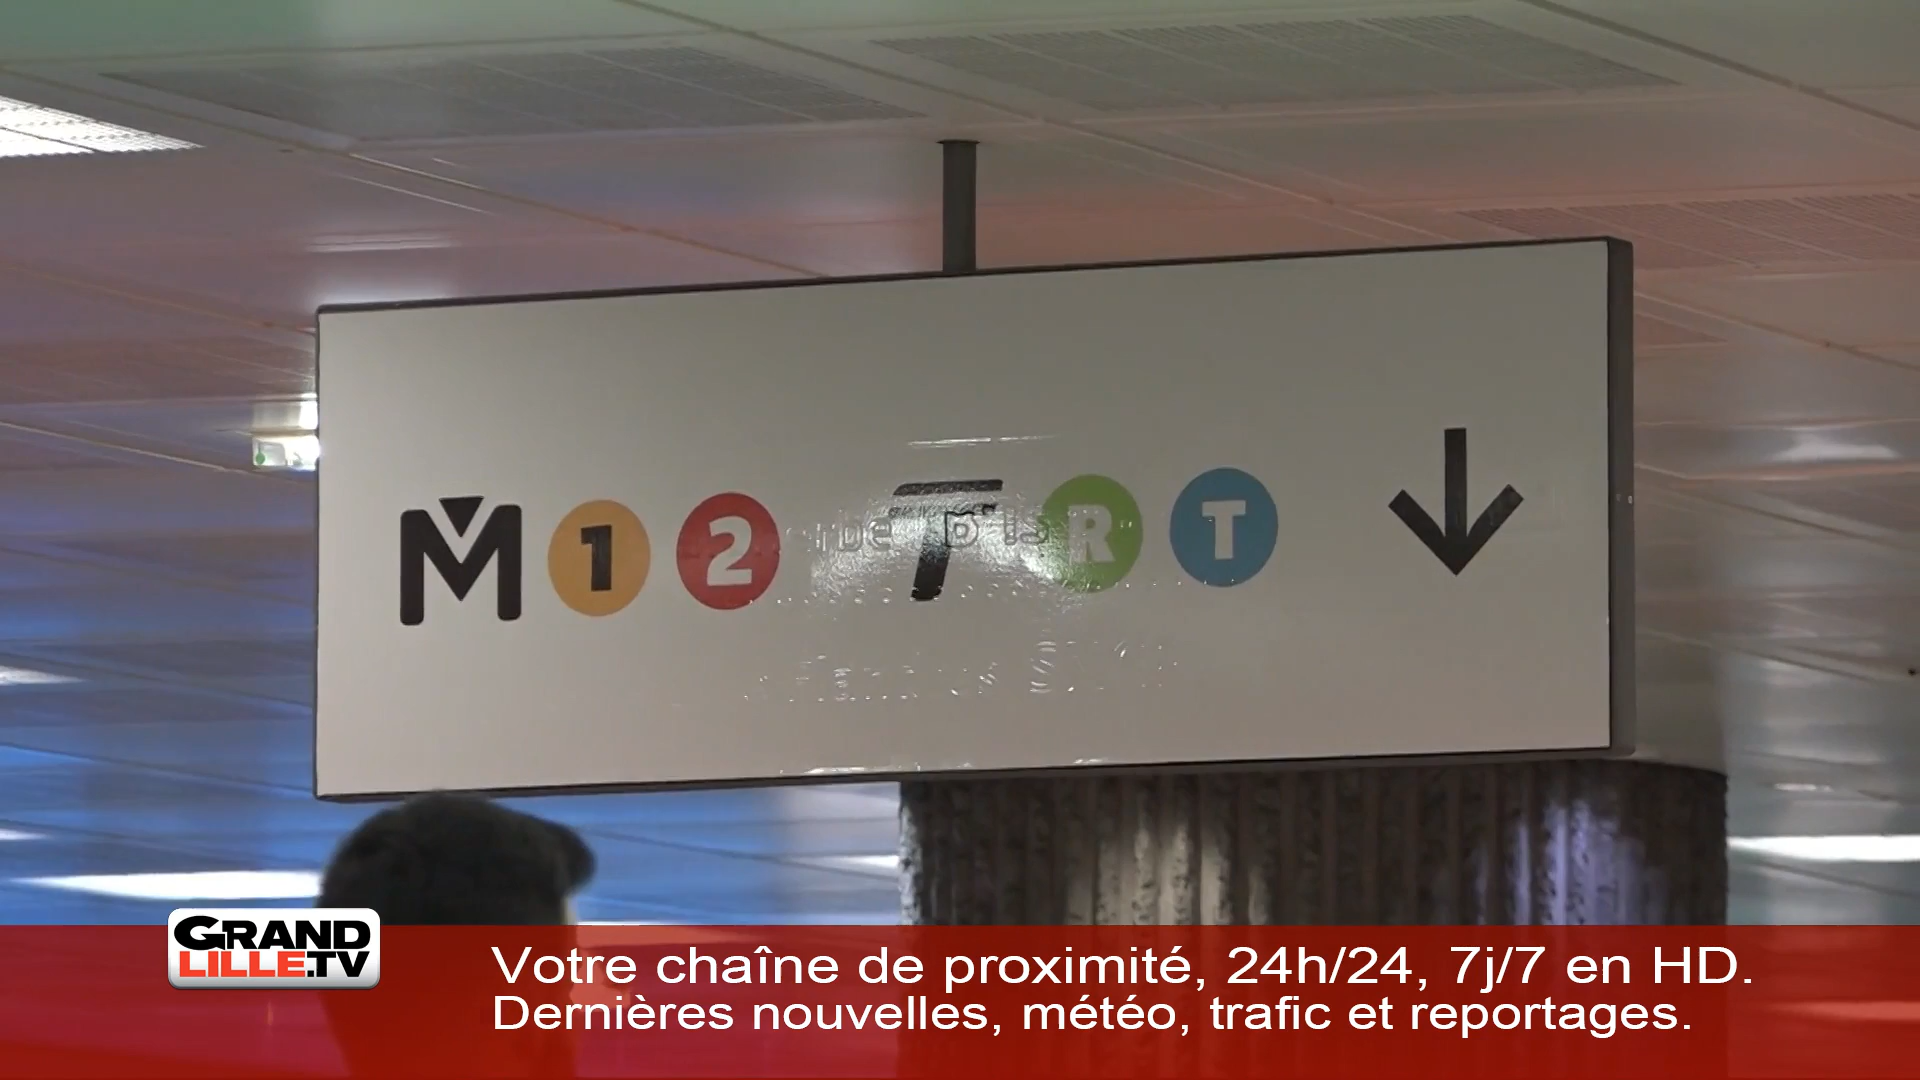 M 1 2 T R T
GRAND
LILLE.TV
Votre chaîne de proximité, 24h/24, 7j/7 en HD.
Dernières nouvelles, météo, trafic et reportages.